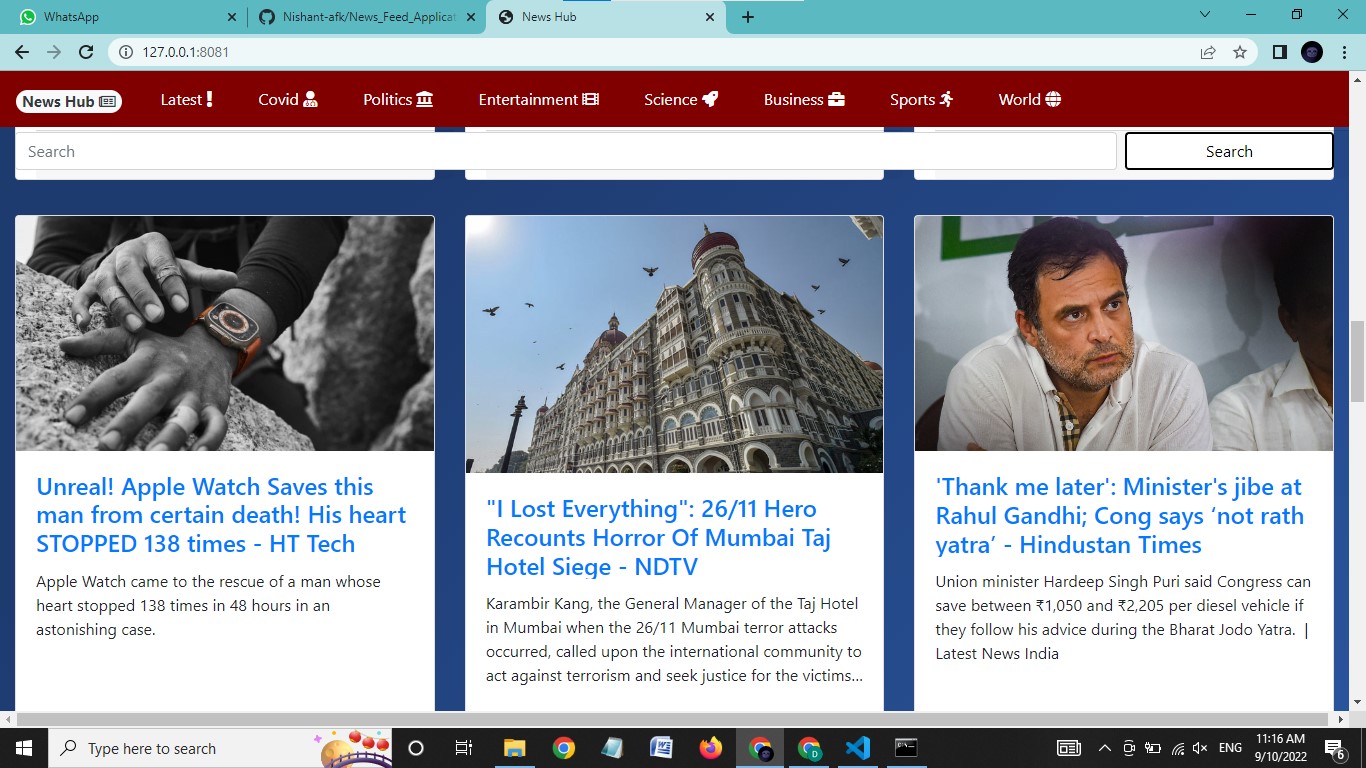 WhatsApp
Nishant-afk/News_Feed_Applicat
News Hub
127.0.0.1:8081
News Hub
Latest
Covid
Politics
Entertainment
Science
Business
Sports
World
Search
Search
Unreal! Apple Watch Saves this
man from certain death! His heart
STOPPED 138 times - HT Tech
Apple Watch came to the rescue of a man whose
heart stopped 138 times in 48 hours in an
astonishing case.
"I Lost Everything": 26/11 Hero
Recounts Horror Of Mumbai Taj
Hotel Siege - NDTV
Karambir Kang, the General Manager of the Taj Hotel
in Mumbai when the 26/11 Mumbai terror attacks
occurred, called upon the international community to
act against terrorism and seek justice for the victims...
'Thank me later': Minister's jibe at
Rahul Gandhi; Cong says ‘not rath
yatra’ - Hindustan Times
Union minister Hardeep Singh Puri said Congress can
save between ₹1,050 and ₹2,205 per diesel vehicle if
they follow his advice during the Bharat Jodo Yatra. |
Latest News India
Type here to search
ENG
11:16 AM
9/10/2022
6